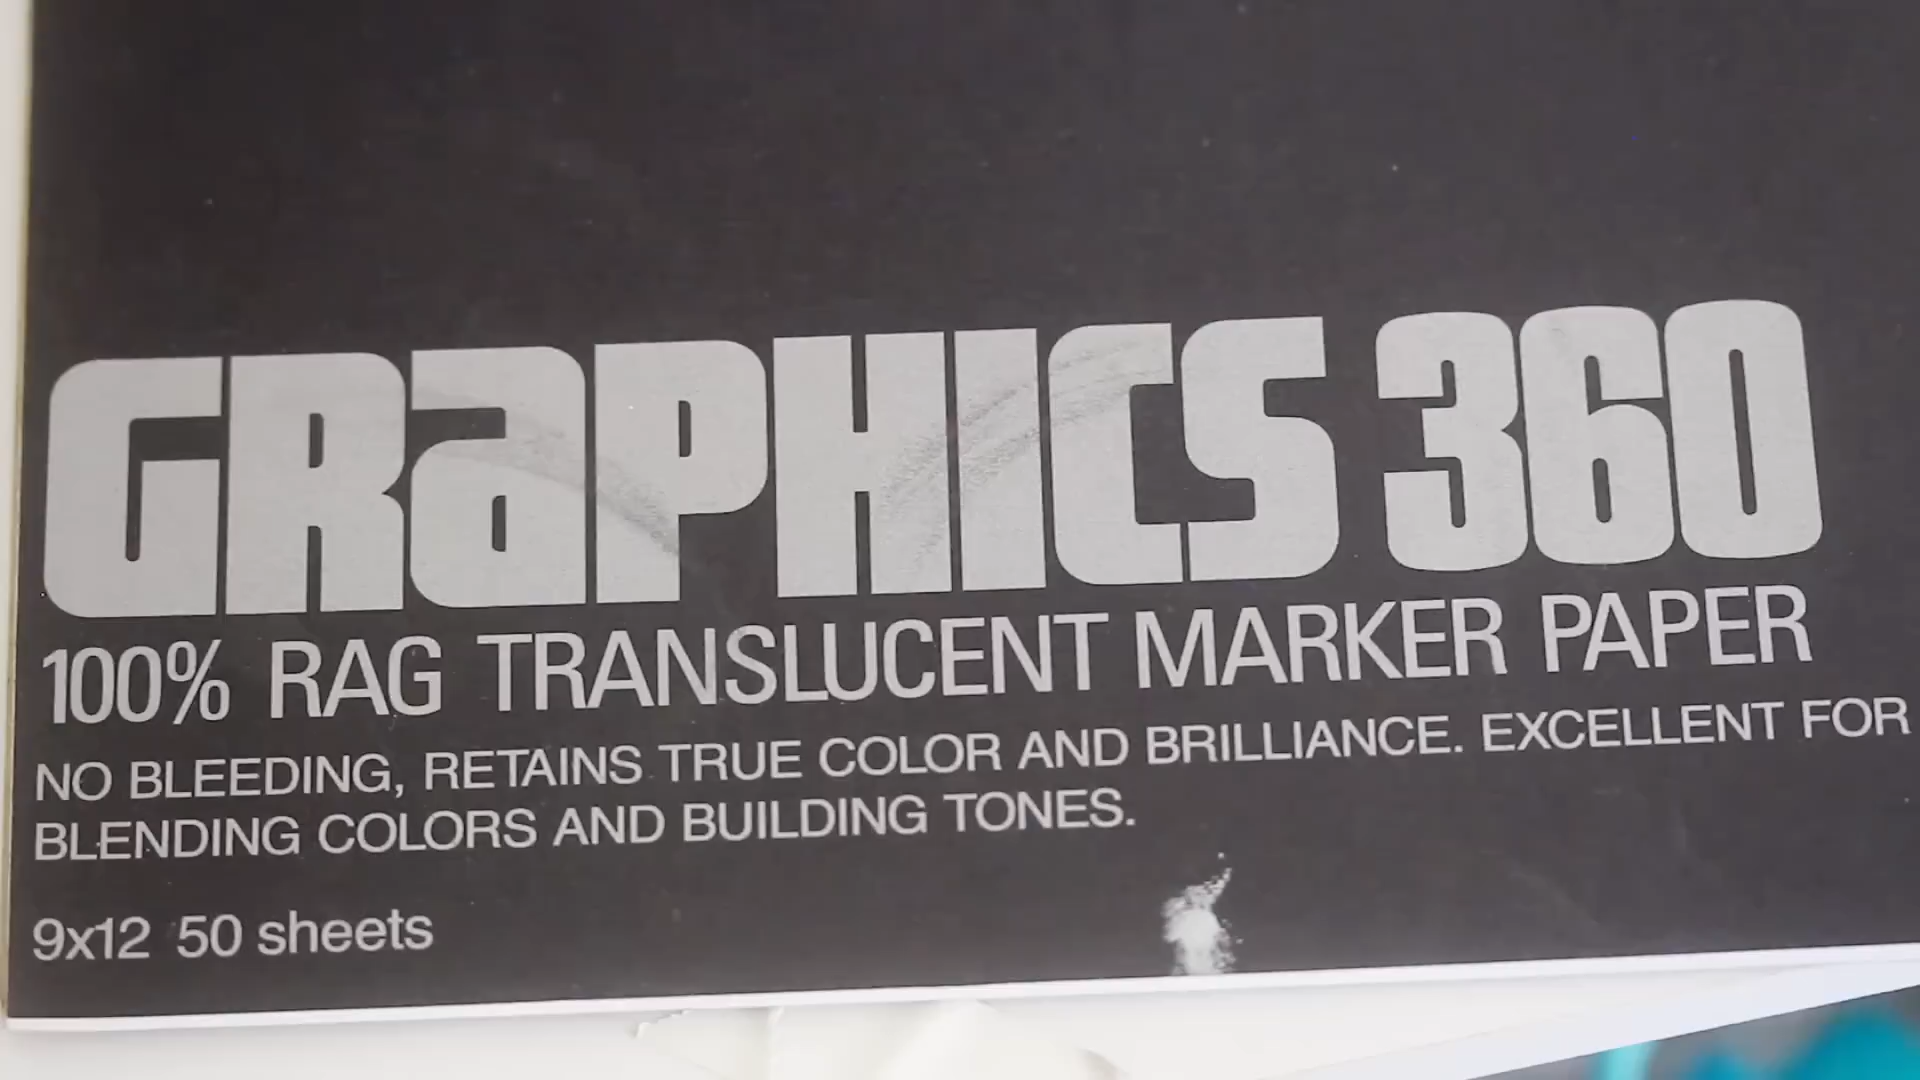 GRaPHICS 360
100% RAG TRANSLUCENT MARKER PAPER
NO BLEEDING, RETAINS TRUE COLOR AND BRILLIANCE. EXCELLENT FOR
BLENDING COLORS AND BUILDING TONES.
9x12 50 sheets